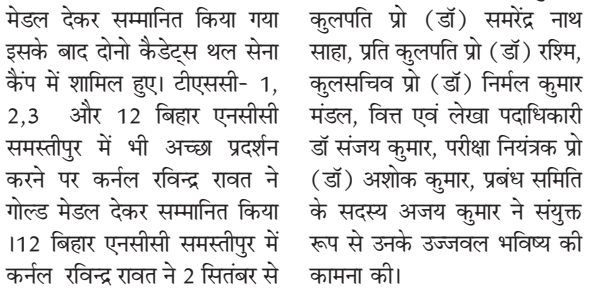 मेडल देकर सम्मानित किया गया
इसके बाद दोनो कैडेट्स थल सेना
कैंप में शामिल हुए। टीएससी- 1,
2,3 और 12 बिहार एनसीसी
समस्तीपुर में भी अच्छा प्रदर्शन
करने पर कर्नल रविन्द्र रावत ने
गोल्ड मेडल देकर सम्मानित किया
।12 बिहार एनसीसी समस्तीपुर में
कर्नल रविन्द्र रावत ने 2 सितंबर से
कुलपति प्रो (डॉ) समरेंद्र नाथ
साहा, प्रति कुलपति प्रो (डॉ) रश्मि,
कुलसचिव प्रो (डॉ) निर्मल कुमार
मंडल, वित्त एवं लेखा पदाधिकारी
डॉ संजय कुमार, परीक्षा नियंत्रक प्रो
(डॉ) अशोक कुमार, प्रबंध समिति
के सदस्य अजय कुमार ने संयुक्त
रूप से उनके उज्जवल भविष्य की
कामना की।